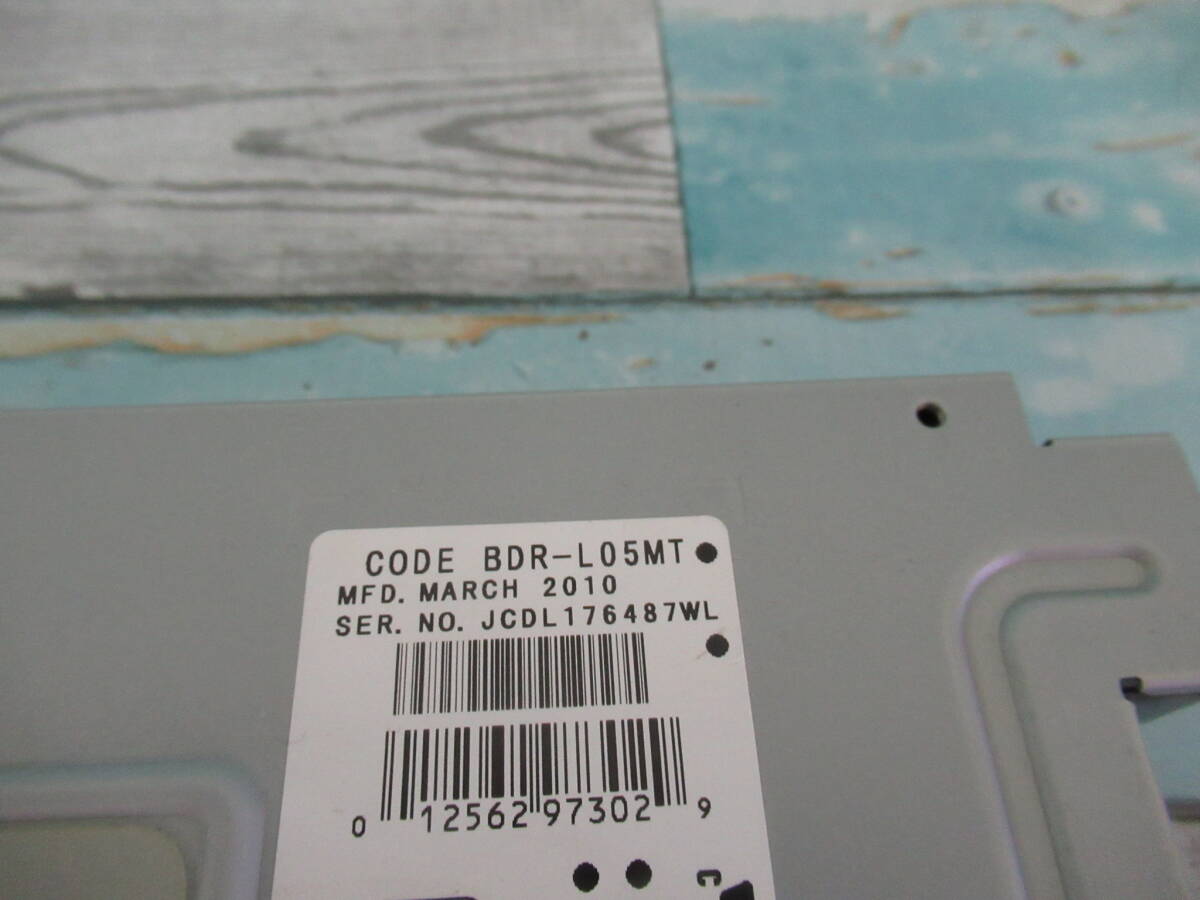 CODE BDR-L05MT
MFD. MARCH 2010
SER. NO. JCDL176487WL
0 12562 97302 9